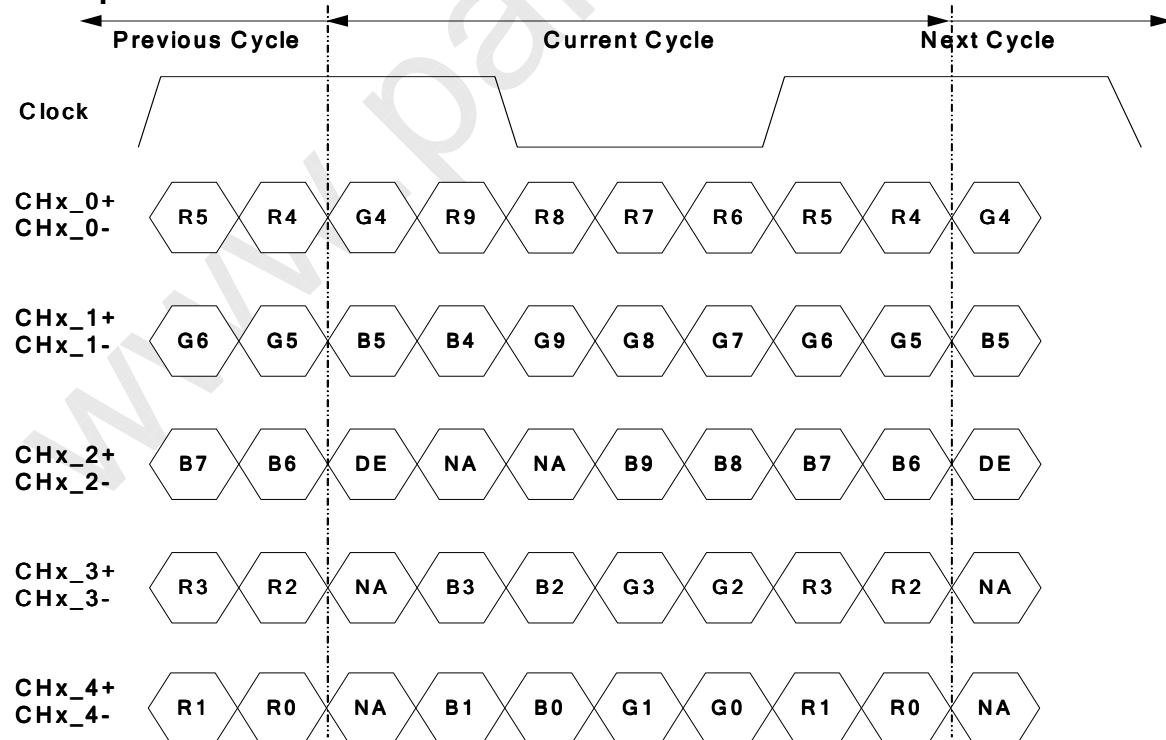 Previous Cycle Current Cycle Next Cycle
Clock
CHx_0+
CHx_0-
R5 R4 G4 R9 R8 R7 R6 R5 R4 G4
CHx_1+
CHx_1-
G6 G5 B5 B4 G9 G8 G7 G6 G5 B5
CHx_2+
CHx_2-
B7 B6 DE NA NA B9 B8 B7 B6 DE
CHx_3+
CHx_3-
R3 R2 NA B3 B2 G3 G2 R3 R2 NA
CHx_4+
CHx_4-
R1 R0 NA B1 B0 G1 G0 R1 R0 NA
www.pa